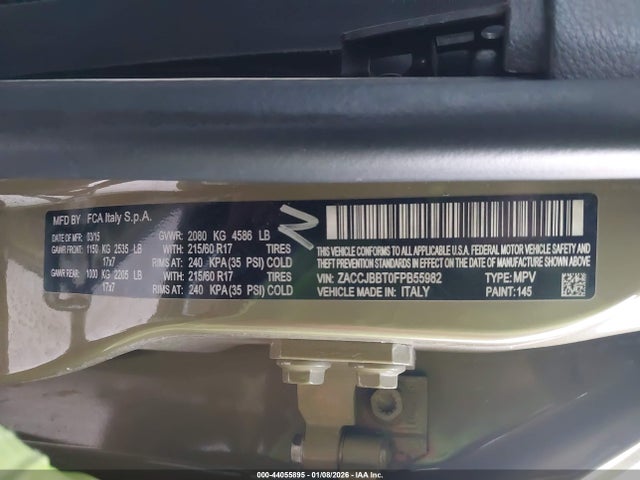 MFD BY FCA Italy S.p.A.
DATE OF MFR: 03/15 GVWR: 2080 KG 4586 LB
GAWR FRONT: 1150 KG 2535 LB WITH: 215/60 R17 TIRES
17x7 RIMS AT: 240 KPA (35 PSI) COLD
GAWR REAR: 1000 KG 2205 LB WITH: 215/60 R17 TIRES
17x7 RIMS AT: 240 KPA (35 PSI) COLD
THIS VEHICLE CONFORMS TO ALL APPLICABLE U.S.A. FEDERAL MOTOR
VEHICLE SAFETY, BUMPER, AND THEFT
PREVENTION STANDARDS IN EFFECT ON THE DATE OF MANUFACTURE SHOWN ABOVE.
VIN: ZACCJBBT0FPB55982 TYPE: MPV
VEHICLE MADE IN: ITALY PAINT: 145
000-44055895 - 01/08/2026 - IAA Inc.